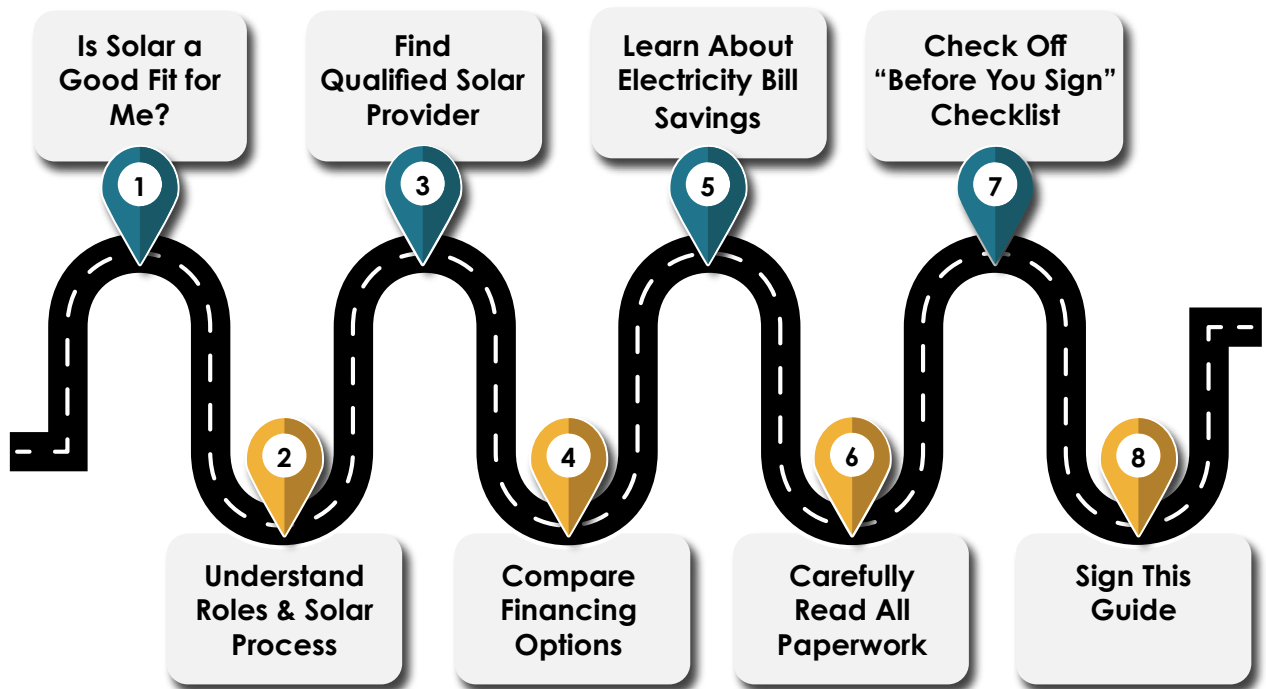 Is Solar a
Good Fit for
Me?
1
Understand
Roles & Solar
Process
2
Find
Qualified Solar
Provider
3
Compare
Financing
Options
4
Learn About
Electricity Bill
Savings
5
Carefully
Read All
Paperwork
6
Check Off
“Before You Sign”
Checklist
7
Sign This
Guide
8